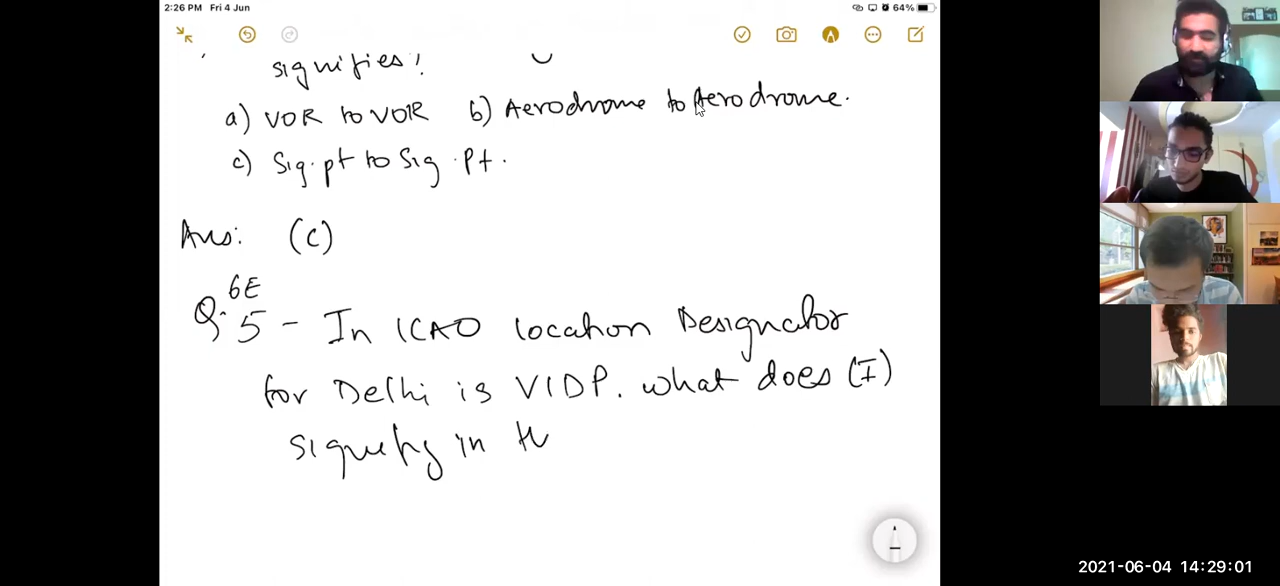 2:26 PM Fri 4 Jun
64%
signifies?
a) VOR to VOR b) Aerodrome to Aerodrome.
c) Sig. pt to Sig. Pt.
Ans: (C)
6E
Q.5 - In ICAO location Designator
for Delhi is VIDP. what does (I)
signify in th
2021-06-04 14:29:01